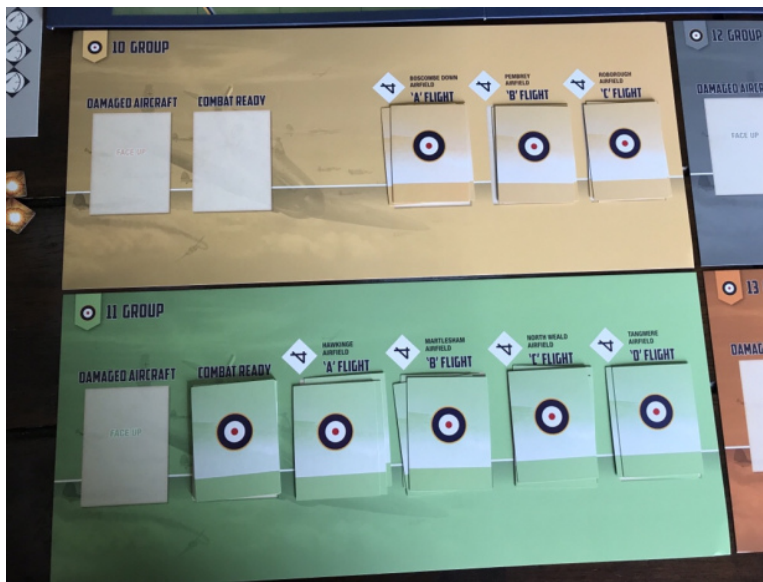 10 GROUP
DAMAGED AIRCRAFT
COMBAT READY
FACE UP
4
BOSCOMBE DOWN
AIRFIELD
'A' FLIGHT
4
PEMBREY
AIRFIELD
'B' FLIGHT
4
ROBOROUGH
AIRFIELD
'C' FLIGHT
12 GROUP
DAMAGED AIRCR
FACE UP
11 GROUP
DAMAGED AIRCRAFT
COMBAT READY
FACE UP
4
HAWKINGE
AIRFIELD
'A' FLIGHT
4
MARTLESHAM
AIRFIELD
'B' FLIGHT
4
NORTH WEALD
AIRFIELD
'C' FLIGHT
4
TANGMERE
AIRFIELD
'D' FLIGHT
13
DAMAG